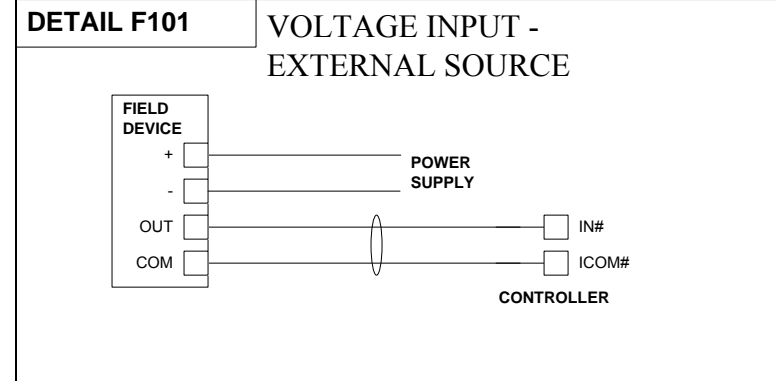 DETAIL F101
VOLTAGE INPUT -
EXTERNAL SOURCE
FIELD
DEVICE
+
-
POWER
SUPPLY
OUT
IN#
COM
ICOM#
CONTROLLER